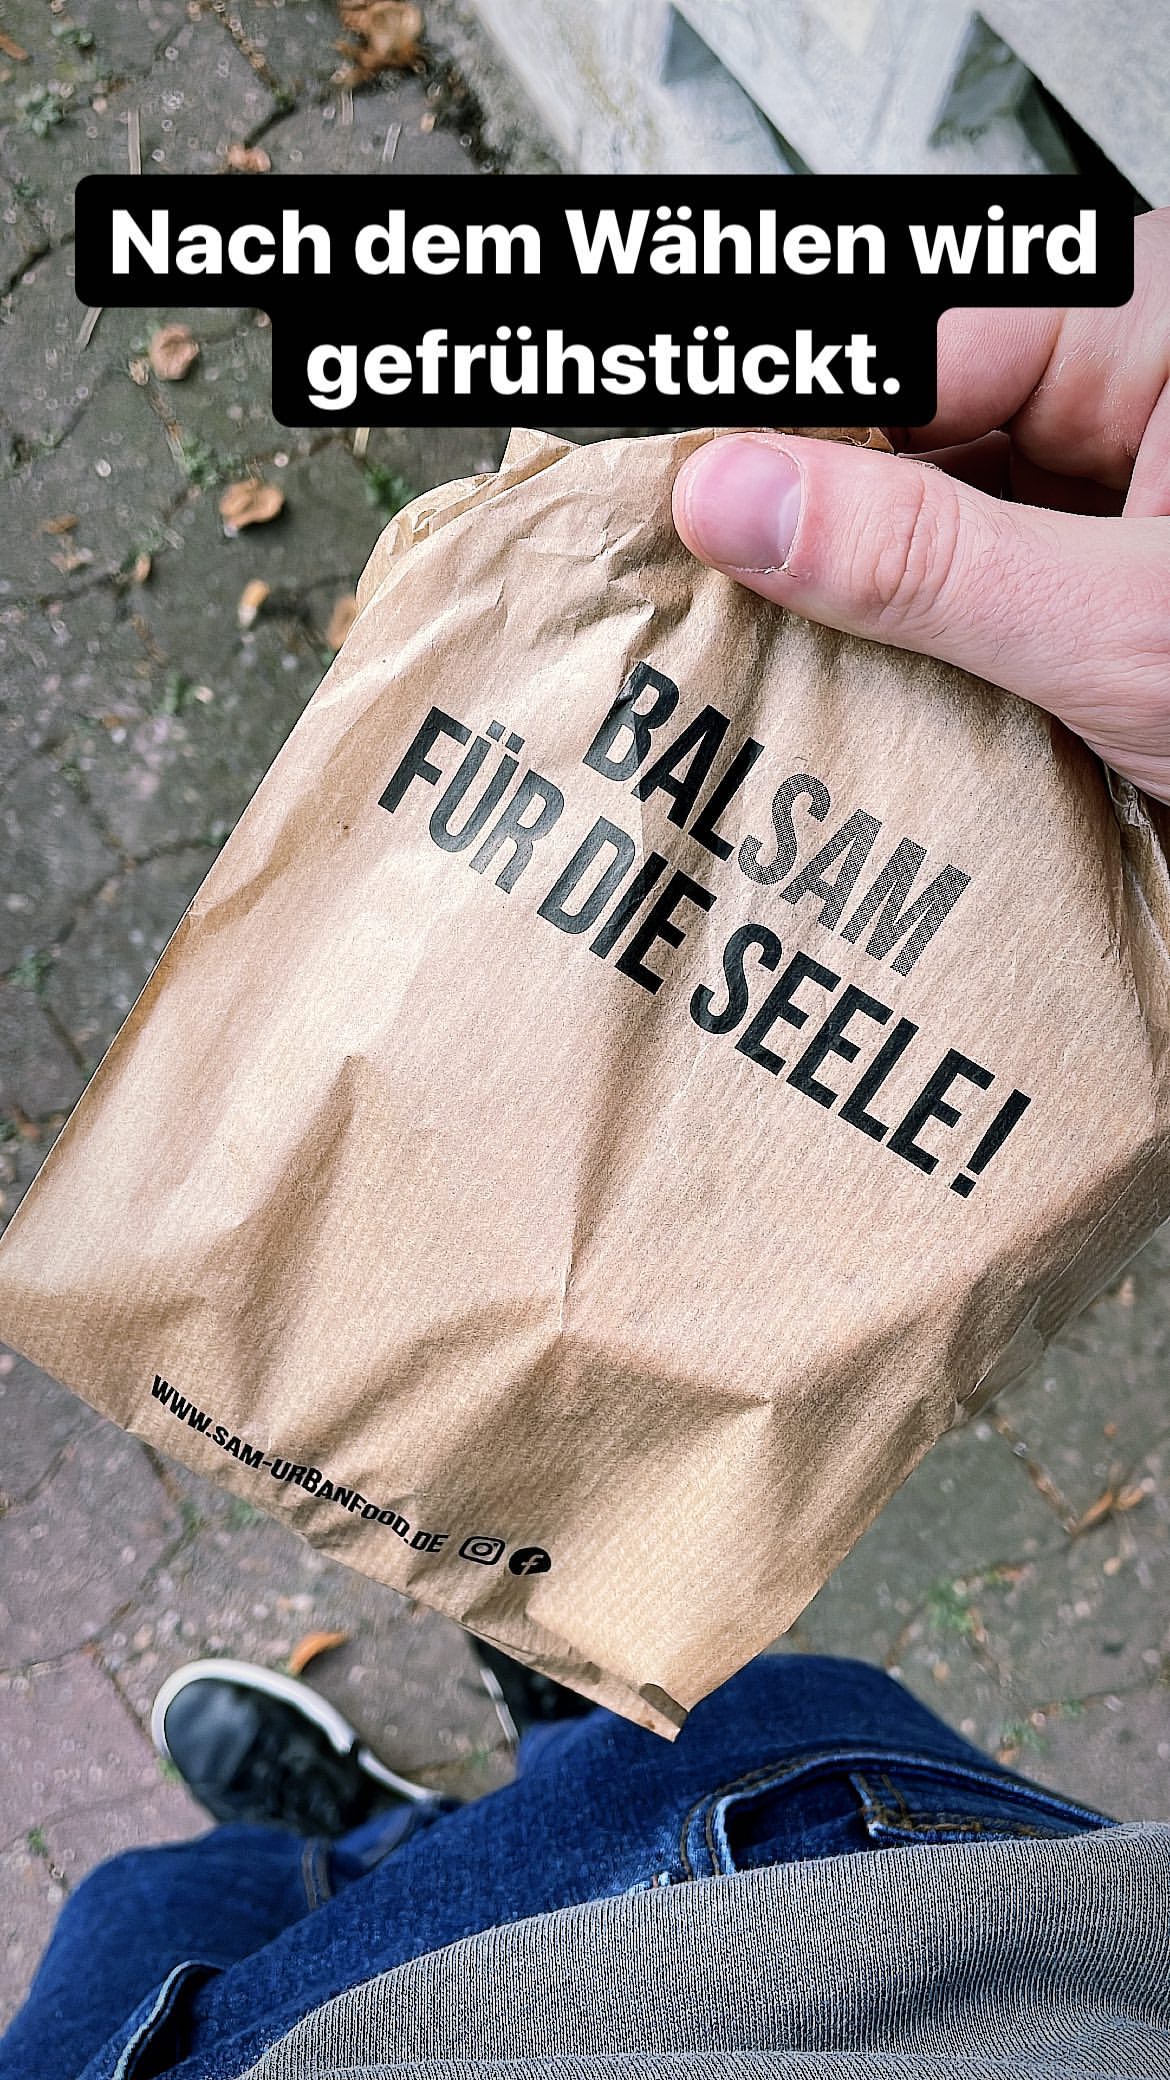 Nach dem Wählen wird
gefrühstückt.
BALSAM
FÜR DIE SEELE!
WWW.SAM-URBANFOOD.DE